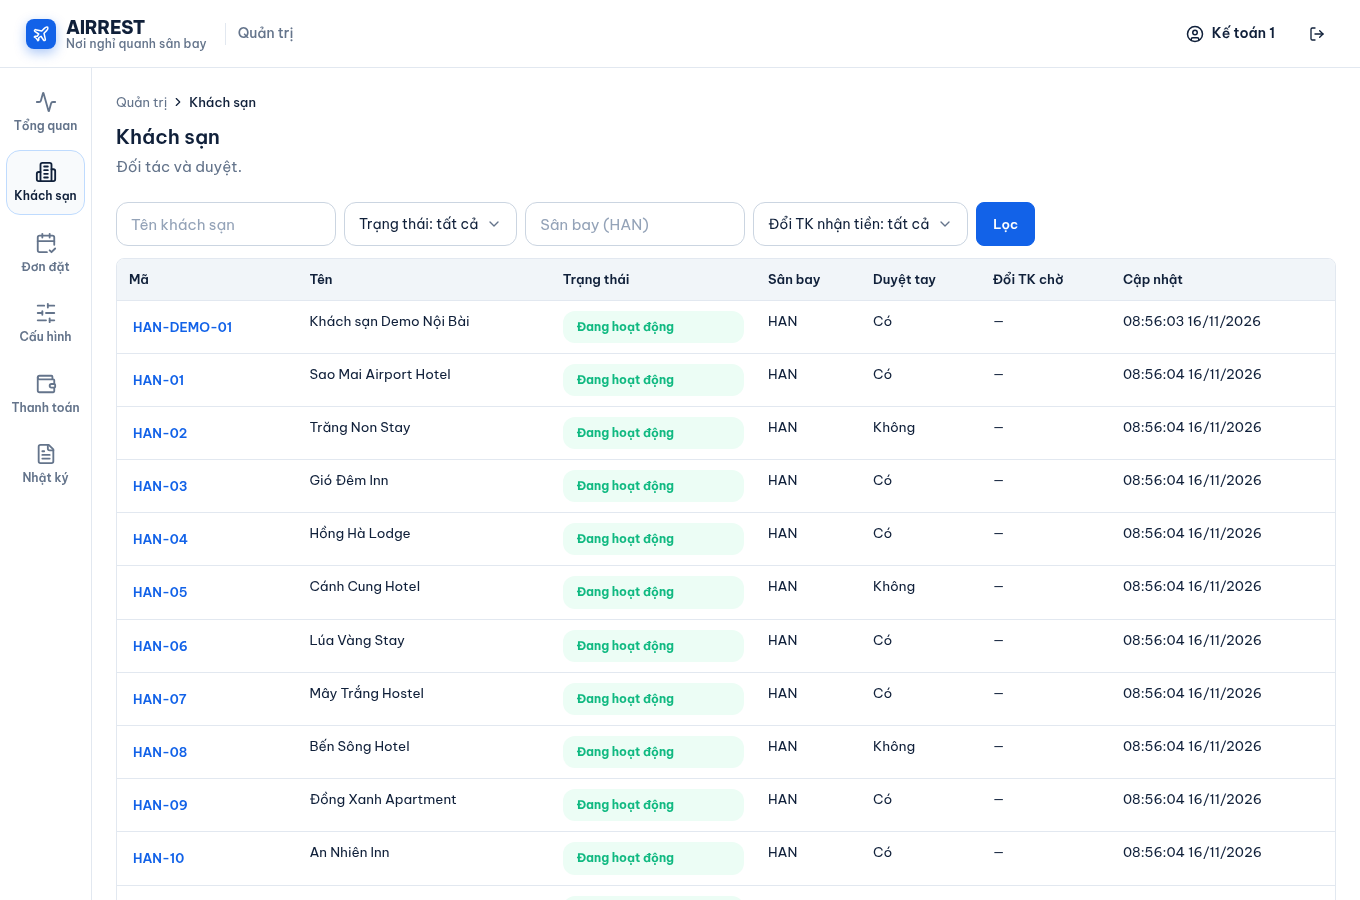 AIRREST
Nơi nghỉ quanh sân bay
Quản trị
Kế toán 1
Tổng quan
Khách sạn
Đơn đặt
Cấu hình
Thanh toán
Nhật ký
Quản trị > Khách sạn
Khách sạn
Đối tác và duyệt.
Tên khách sạn
Trạng thái: tất cả
Sân bay (HAN)
Đổi TK nhận tiền: tất cả
Lọc
Mã Tên Trạng thái Sân bay Duyệt tay Đổi TK chờ Cập nhật
HAN-DEMO-01 Khách sạn Demo Nội Bài Đang hoạt động HAN Có — 08:56:03 16/11/2026
HAN-01 Sao Mai Airport Hotel Đang hoạt động HAN Có — 08:56:04 16/11/2026
HAN-02 Trăng Non Stay Đang hoạt động HAN Không — 08:56:04 16/11/2026
HAN-03 Gió Đêm Inn Đang hoạt động HAN Có — 08:56:04 16/11/2026
HAN-04 Hồng Hà Lodge Đang hoạt động HAN Có — 08:56:04 16/11/2026
HAN-05 Cánh Cung Hotel Đang hoạt động HAN Không — 08:56:04 16/11/2026
HAN-06 Lúa Vàng Stay Đang hoạt động HAN Có — 08:56:04 16/11/2026
HAN-07 Mây Trắng Hostel Đang hoạt động HAN Có — 08:56:04 16/11/2026
HAN-08 Bến Sông Hotel Đang hoạt động HAN Không — 08:56:04 16/11/2026
HAN-09 Đồng Xanh Apartment Đang hoạt động HAN Có — 08:56:04 16/11/2026
HAN-10 An Nhiên Inn Đang hoạt động HAN Có — 08:56:04 16/11/2026